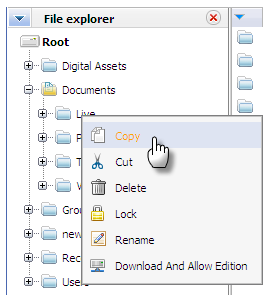 File explorer
Root
Digital Assets
Documents
Live
Copy
Cut
Delete
Lock
Rename
Download And Allow Edition
Users